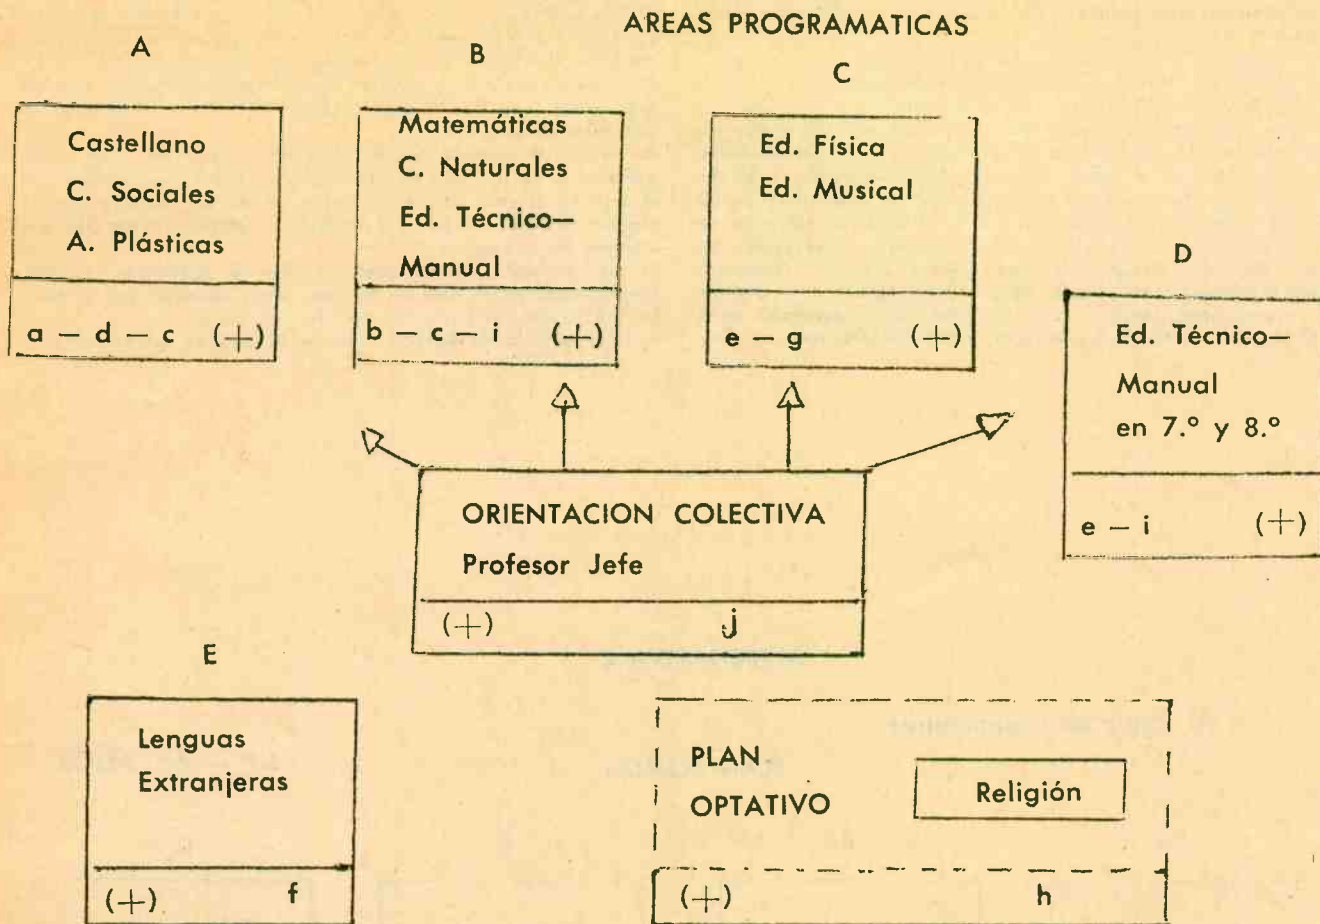 AREAS PROGRAMATICAS
A
Castellano
C. Sociales
A. Plásticas
a – d – c (+)
B
Matemáticas
C. Naturales
Ed. Técnico–
Manual
b – c – i (+)
C
Ed. Física
Ed. Musical
e – g (+)
D
Ed. Técnico–
Manual
en 7.º y 8.º
e – i (+)
ORIENTACION COLECTIVA
Profesor Jefe
(+) j
E
Lenguas
Extranjeras
(+) f
PLAN
OPTATIVO
Religión
(+) h